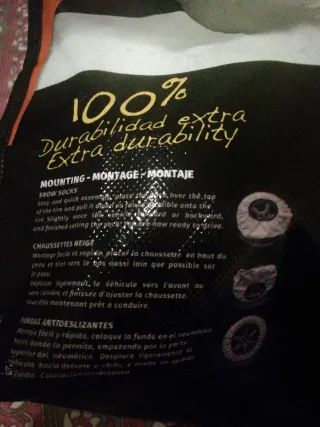 100%
Durabilidad extra
Extra durability
MOUNTING - MONTAGE - MONTAJE
SNOW SOCKS
Easy and quick assembly, place the sock over the top
of the tire and pull it down as far as possible onto the
tire. Slightly move the vehicle forward or backward,
and finished setting the sock. You are now ready to drive.
CHAUSSETTES NEIGE
Montage facile et rapide, placer la chaussette en haut du
pneu et tirer vers le bas aussi loin que possible sur
le pneu.
Déplacer légèrement le véhicule vers l'avant ou
vers l'arrière, et finissez d'ajuster la chaussette.
Vous êtes maintenant prêt à conduire.
FUNDAS ANTIDESLIZANTES
Montaje fácil y rápido, coloque la funda en el neumático
hasta donde lo permita, empezando por la parte
superior del neumático. Desplace ligeramente el
vehículo, hacia delante o atrás, y acabe de ajustar
la funda.